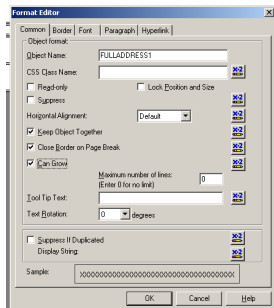 Format Editor
Common Border Font Paragraph Hyperlink
Object format:
Object Name: FULLADDRESS1
CSS Class Name:
Read-only Lock Position and Size
Suppress
Horizontal Alignment: Default
Keep Object Together
Close Border on Page Break
Can Grow
Maximum number of lines: 0
(Enter 0 for no limit)
Tool Tip Text:
Text Rotation: 0 degrees
Suppress If Duplicated
Display String:
Sample: XXXXXXXXXXXXXXXXXXXXXXXXXXXXXXXXXXX
OK Cancel Help